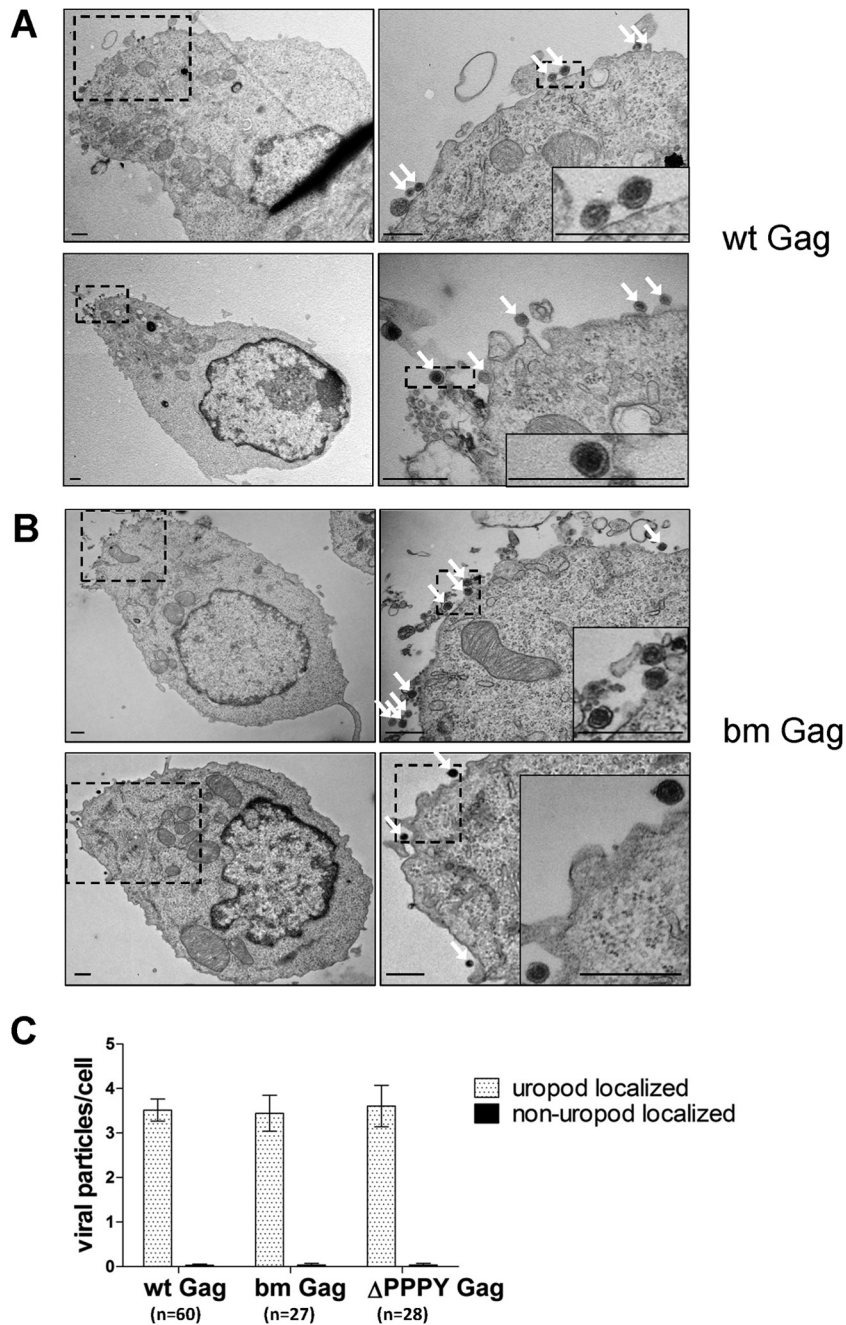 A
wt Gag
B
bm Gag
C
viral particles/cell
5
4
3
2
1
0
uropod localized
non-uropod localized
wt Gag bm Gag ΔPPPY Gag
(n=60) (n=27) (n=28)